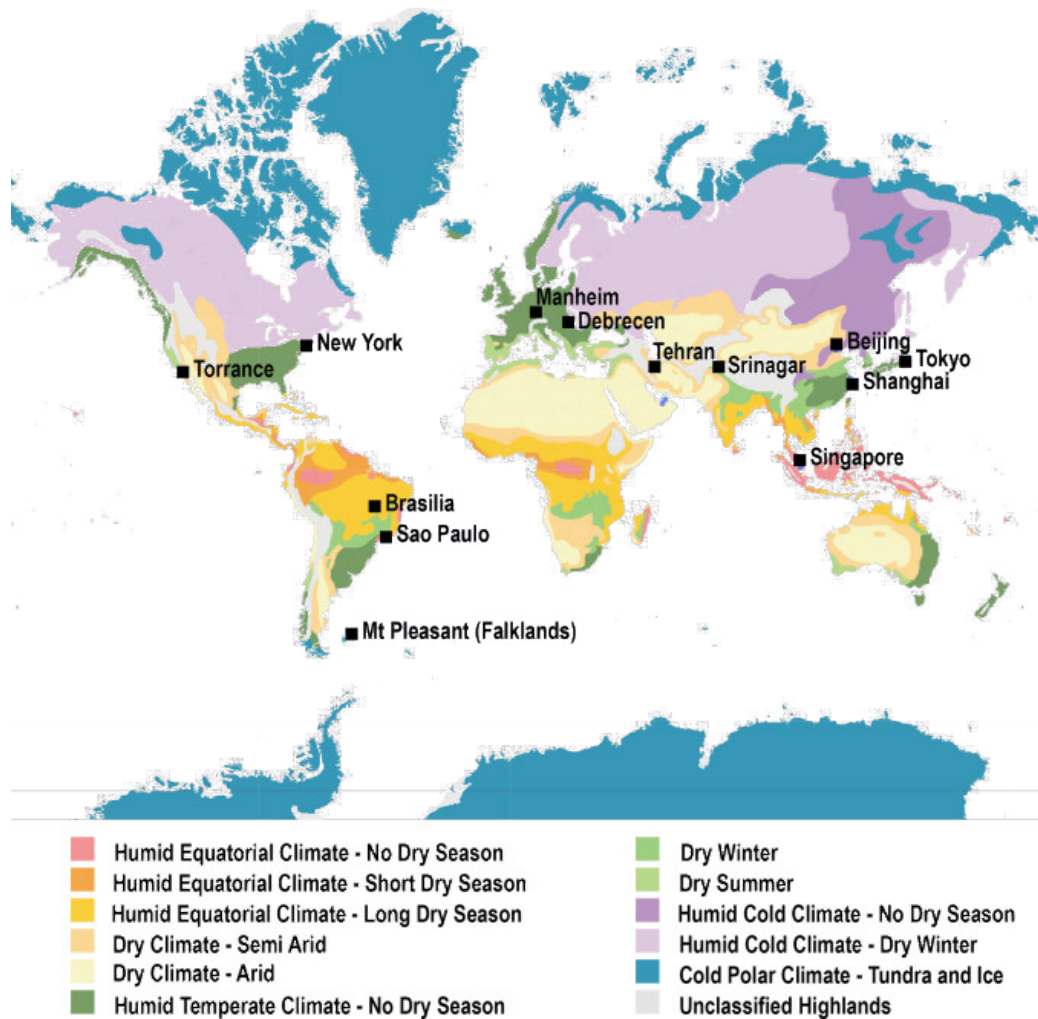 Manheim
Debrecen
New York
Tehran
Beijing
Torrance
Srinagar
Tokyo
Shanghai
Singapore
Brasilia
Sao Paulo
Mt Pleasant (Falklands)
Humid Equatorial Climate - No Dry Season
Humid Equatorial Climate - Short Dry Season
Humid Equatorial Climate - Long Dry Season
Dry Climate - Semi Arid
Dry Climate - Arid
Humid Temperate Climate - No Dry Season
Dry Winter
Dry Summer
Humid Cold Climate - No Dry Season
Humid Cold Climate - Dry Winter
Cold Polar Climate - Tundra and Ice
Unclassified Highlands